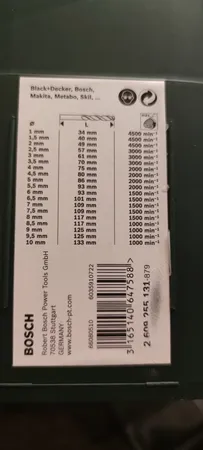 Black+Decker, Bosch,
Makita, Metabo, Skil, ...
Ø L
1 mm 34 mm 4500 min⁻¹
1,5 mm 40 mm 4500 min⁻¹
2 mm 49 mm 4500 min⁻¹
2,5 mm 57 mm 3000 min⁻¹
3 mm 61 mm 3000 min⁻¹
3,5 mm 70 mm 3000 min⁻¹
4 mm 75 mm min⁻¹
4,5 mm 80 mm 2000 min⁻¹
5 mm 86 mm 2000 min⁻¹
5,5 mm 93 mm 2000 min⁻¹
6 mm 93 mm min⁻¹
6,5 mm 101 mm 1500 min⁻¹
7 mm 109 mm 1500 min⁻¹
7,5 mm 109 mm 1500 min⁻¹
8 mm 117 mm min⁻¹
8,5 mm 117 mm 1000 min⁻¹
9 mm 125 mm 1000 min⁻¹
9,5 mm 125 mm 1000 min⁻¹
10 mm 133 mm 1000 min⁻¹
BOSCH
Robert Bosch Power Tools GmbH
70538 Stuttgart
GERMANY
www.bosch-pt.com
6035910722
66080510
3 165140 647588 >
2 609 255 131-879